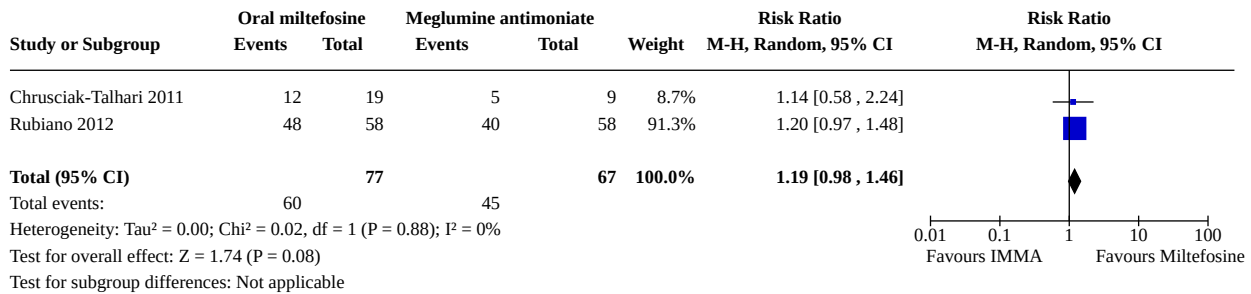 Oral miltefosine Meglumine antimoniate Risk Ratio Risk Ratio
Study or Subgroup Events Total Events Total Weight M-H, Random, 95% CI M-H, Random, 95% CI
Chrusciak-Talhari 2011 12 19 5 9 8.7% 1.14 [0.58 , 2.24]
Rubiano 2012 48 58 40 58 91.3% 1.20 [0.97 , 1.48]
Total (95% CI) 77 67 100.0% 1.19 [0.98 , 1.46]
Total events: 60 45
Heterogeneity: Tau² = 0.00; Chi² = 0.02, df = 1 (P = 0.88); I² = 0%
0.01 0.1 1 10 100
Test for overall effect: Z = 1.74 (P = 0.08) Favours IMMA Favours Miltefosine
Test for subgroup differences: Not applicable